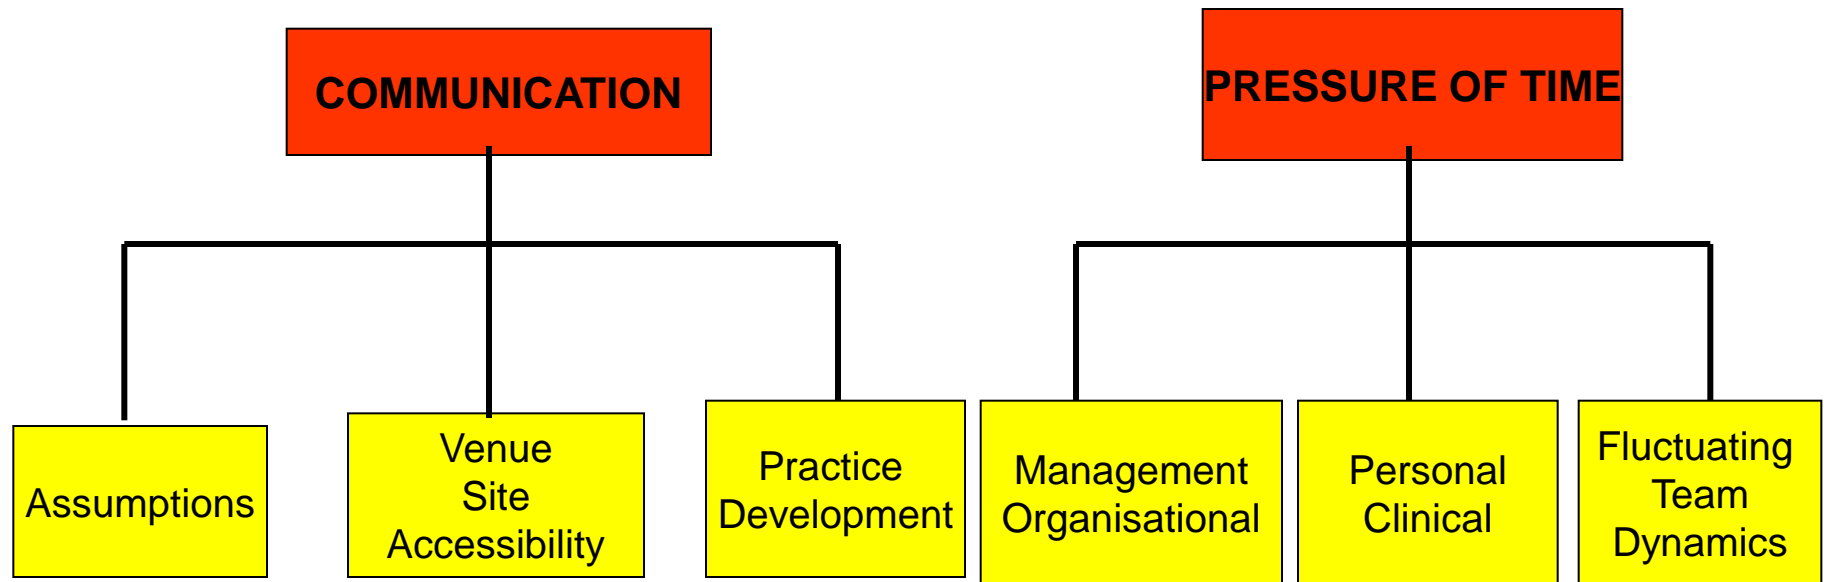 COMMUNICATION
PRESSURE OF TIME
Assumptions
Venue
Site
Accessibility
Practice
Development
Management
Organisational
Personal
Clinical
Fluctuating
Team
Dynamics